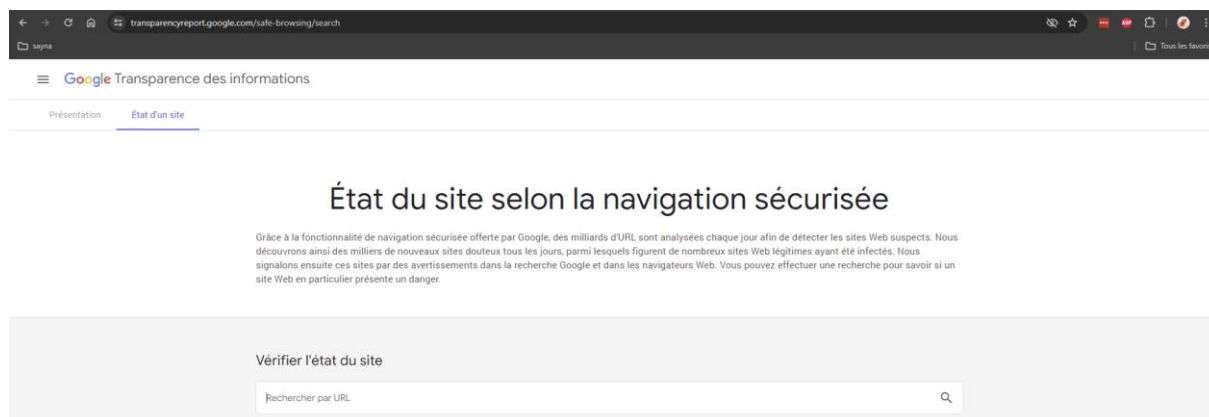 transparencyreport.google.com/safe-browsing/search
sayna
Tous les favoris
Google Transparence des informations
Présentation
État d'un site
État du site selon la navigation sécurisée
Grâce à la fonctionnalité de navigation sécurisée offerte par Google, des milliards d'URL sont analysées chaque jour afin de détecter les sites Web suspects. Nous
découvrons ainsi des milliers de nouveaux sites douteux tous les jours, parmi lesquels figurent de nombreux sites Web légitimes ayant été infectés. Nous
signalons ensuite ces sites par des avertissements dans la recherche Google et dans les navigateurs Web. Vous pouvez effectuer une recherche pour savoir si un
site Web en particulier présente un danger.
Vérifier l'état du site
Rechercher par URL